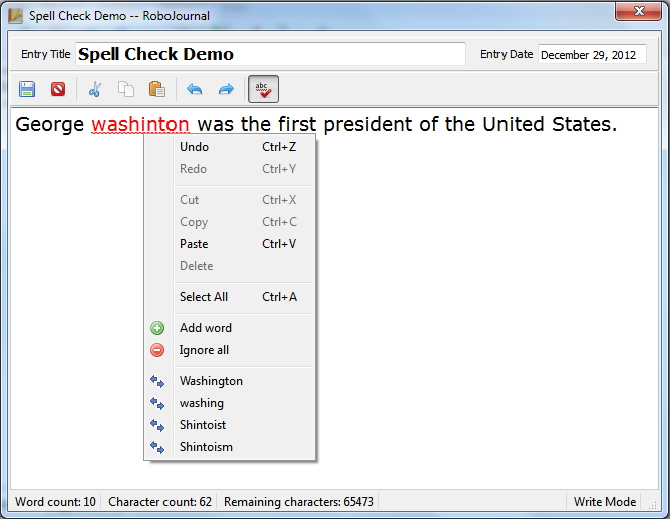 Spell Check Demo -- RoboJournal
Entry Title Spell Check Demo Entry Date December 29, 2012
abc
George washinton was the first president of the United States.
Undo Ctrl+Z
Redo Ctrl+Y
Cut Ctrl+X
Copy Ctrl+C
Paste Ctrl+V
Delete
Select All Ctrl+A
Add word
Ignore all
Washington
washing
Shintoist
Shintoism
Word count: 10 Character count: 62 Remaining characters: 65473 Write Mode